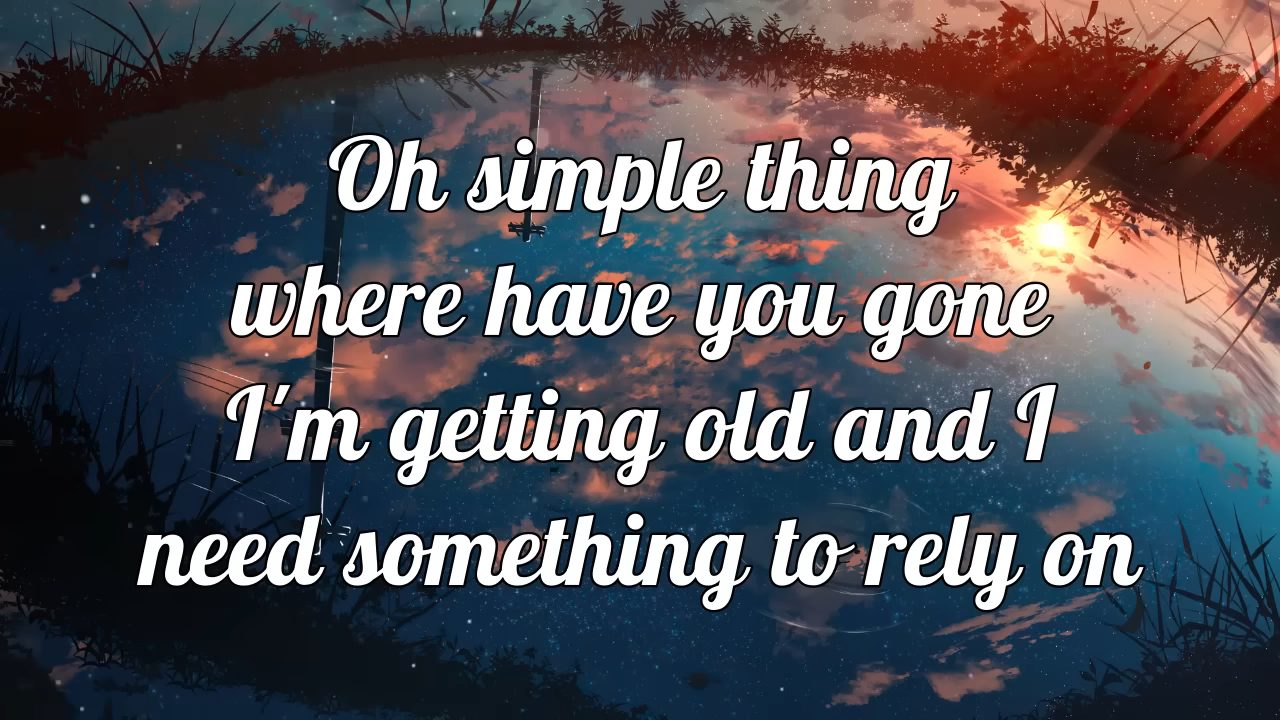 Oh simple thing
where have you gone
I'm getting old and I
need something to rely on